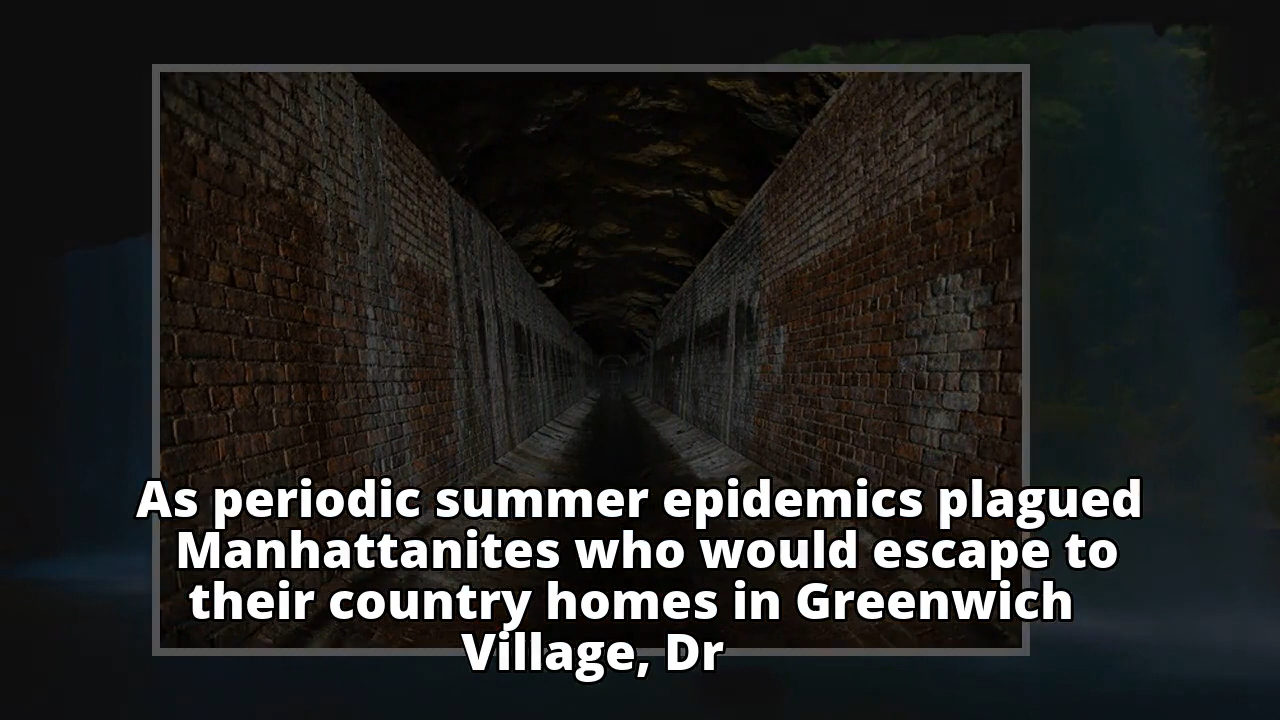 As periodic summer epidemics plagued
Manhattanites who would escape to
their country homes in Greenwich
Village, Dr